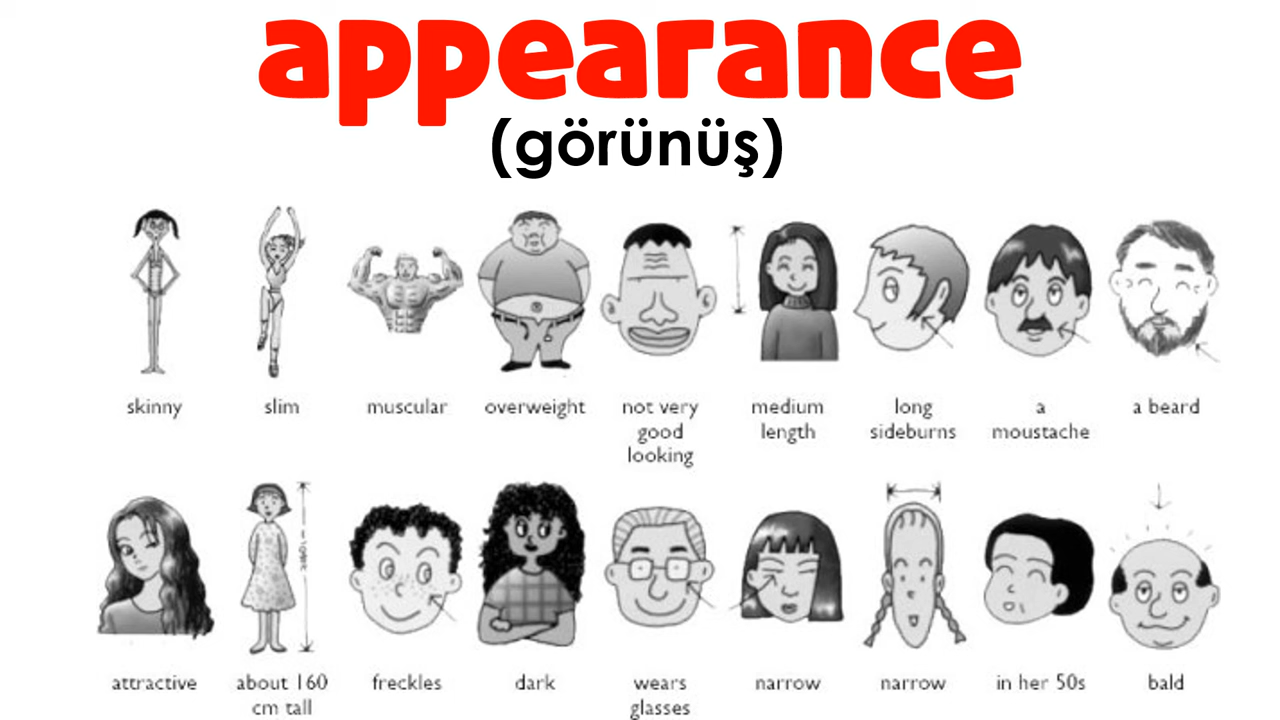 appearance
(görünüş)
skinny
slim
muscular
overweight
not very
good
looking
medium
length
long
sideburns
a
moustache
a beard
attractive
about 160
cm tall
freckles
dark
wears
glasses
narrow
narrow
in her 50s
bald